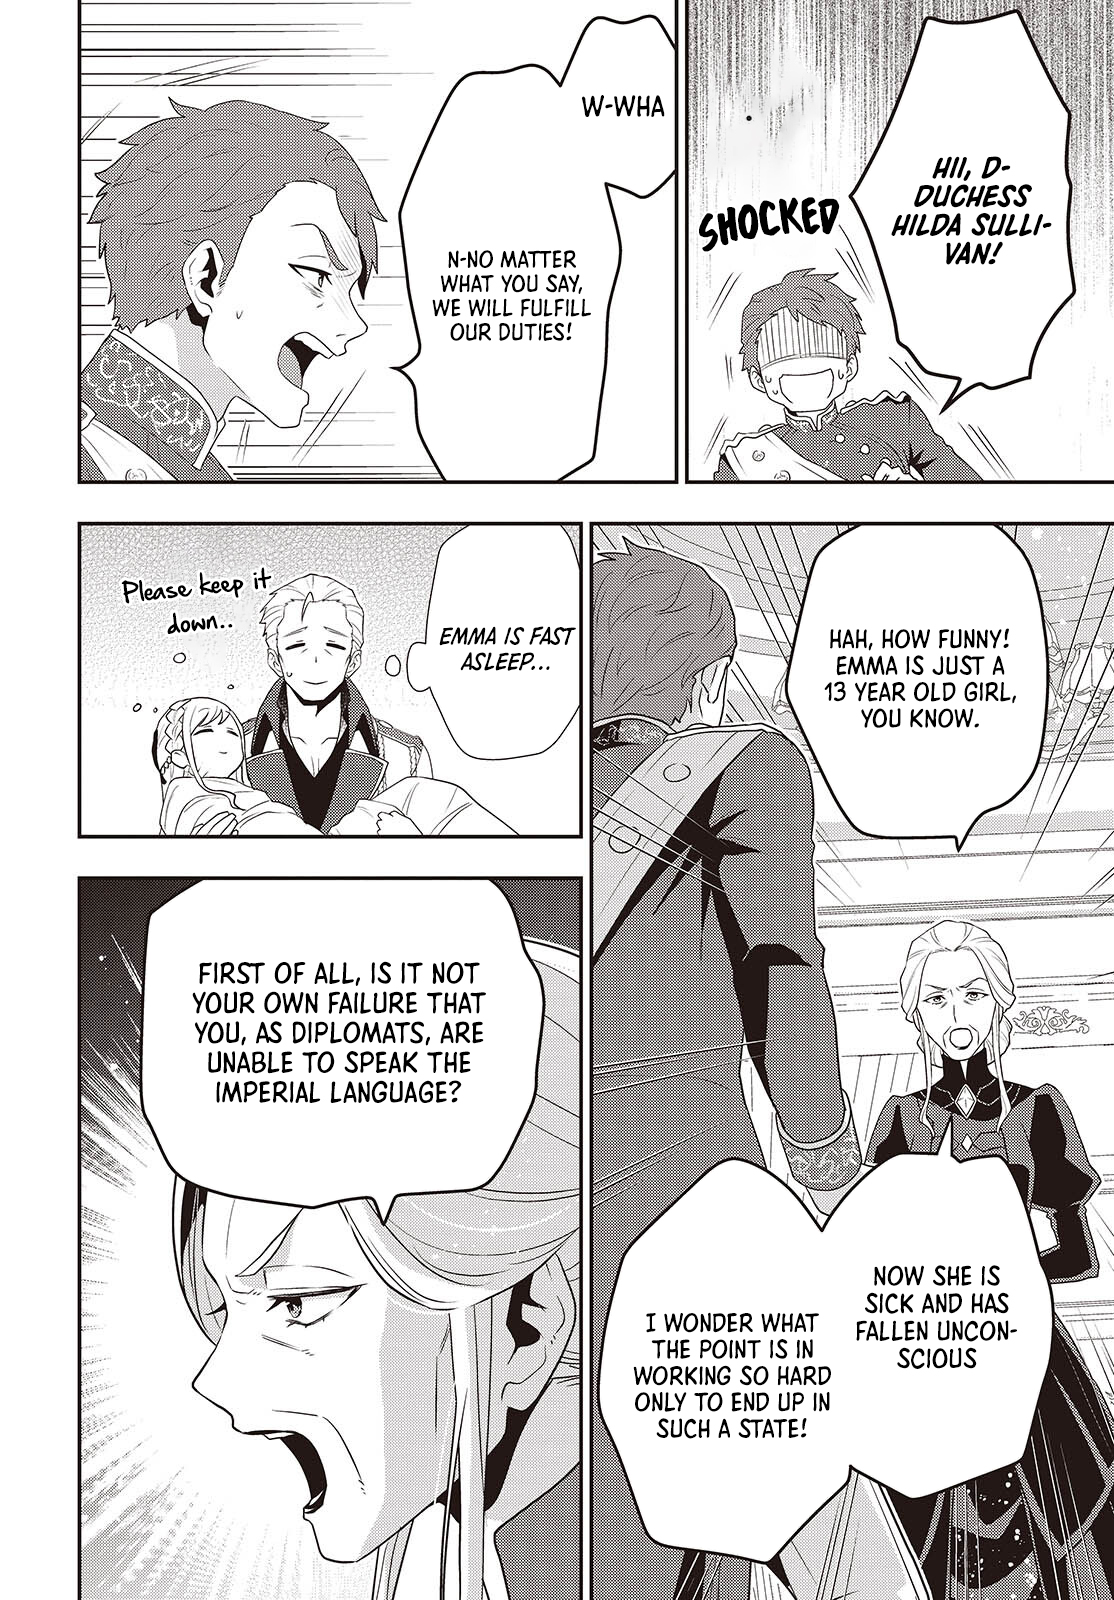 HII, D-
DUCHESS
HILDA SULLI-
VAN!
SHOCKED
W-WHA
N-NO MATTER
WHAT YOU SAY,
WE WILL FULFILL
OUR DUTIES!
HAH, HOW FUNNY!
EMMA IS JUST A
13 YEAR OLD GIRL,
YOU KNOW.
NOW SHE IS
SICK AND HAS
FALLEN UNCON-
SCIOUS
I WONDER WHAT
THE POINT IS IN
WORKING SO HARD
ONLY TO END UP IN
SUCH A STATE!
EMMA IS FAST
ASLEEP...
Please keep it
down..
FIRST OF ALL, IS IT NOT
YOUR OWN FAILURE THAT
YOU, AS DIPLOMATS, ARE
UNABLE TO SPEAK THE
IMPERIAL LANGUAGE?